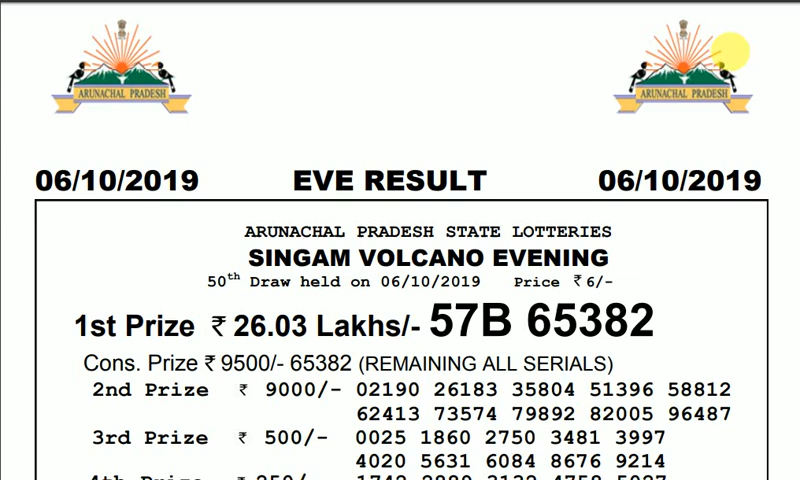 ARUNACHAL PRADESH
ARUNACHAL PRADESH
06/10/2019 EVE RESULT 06/10/2019
ARUNACHAL PRADESH STATE LOTTERIES
SINGAM VOLCANO EVENING
50th Draw held on 06/10/2019 Price ₹ 6/-
1st Prize ₹ 26.03 Lakhs/- 57B 65382
Cons. Prize ₹ 9500/- 65382 (REMAINING ALL SERIALS)
2nd Prize ₹ 9000/- 02190 26183 35804 51396 58812
62413 73574 79892 82005 96487
3rd Prize ₹ 500/- 0025 1860 2750 3481 3997
4020 5631 6084 8676 9214
4th Prize ₹ 250/-